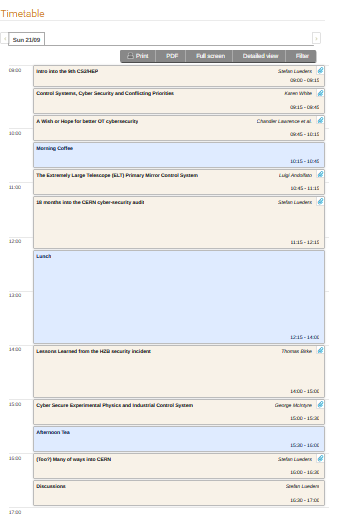 Timetable
Sun 21/09
Print PDF Full screen Detailed view Filter
09:00
Intro into the 9th CS2/HEP Stefan Lueders
09:00 - 09:15
Control Systems, Cyber Security and Conflicting Priorities Karen White
09:15 - 09:45
A Wish or Hope for better OT cybersecurity Chandler Lawrence et al.
09:45 - 10:15
10:00
Morning Coffee
10:15 - 10:45
The Extremely Large Telescope (ELT) Primary Mirror Control System Luigi Andolfato
10:45 - 11:15
11:00
18 months into the CERN cyber-security audit Stefan Lueders
11:15 - 12:15
12:00
Lunch
13:00
12:15 - 14:00
14:00
Lessons Learned from the HZB security incident Thomas Birke
14:00 - 15:00
15:00
Cyber Secure Experimental Physics and Industrial Control System George McIntyre
15:00 - 15:30
Afternoon Tea
15:30 - 16:00
16:00
(Too?) Many of ways into CERN Stefan Lueders
16:00 - 16:30
Discussions Stefan Lueders
16:30 - 17:00
17:00